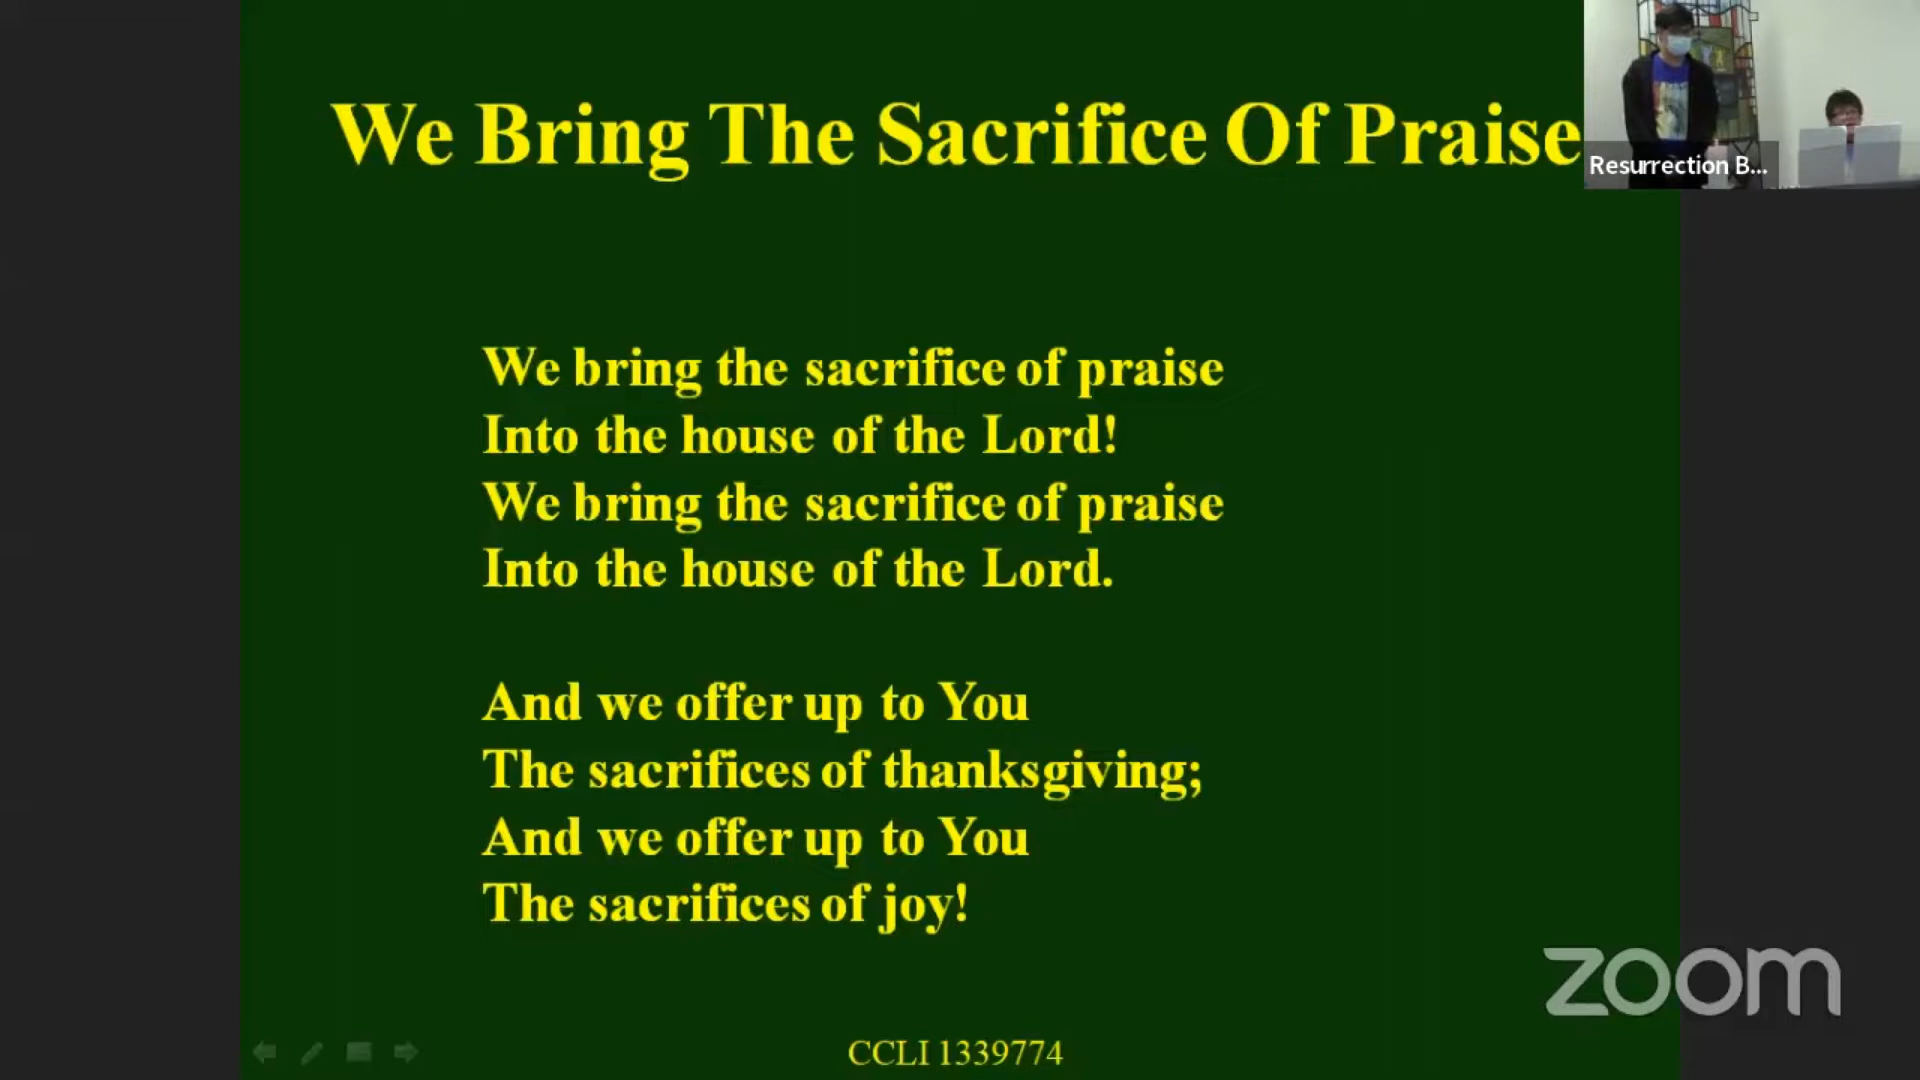 We Bring The Sacrifice Of Praise
Resurrection B...
We bring the sacrifice of praise
Into the house of the Lord!
We bring the sacrifice of praise
Into the house of the Lord.
And we offer up to You
The sacrifices of thanksgiving;
And we offer up to You
The sacrifices of joy!
zoom
CCLI 1339774